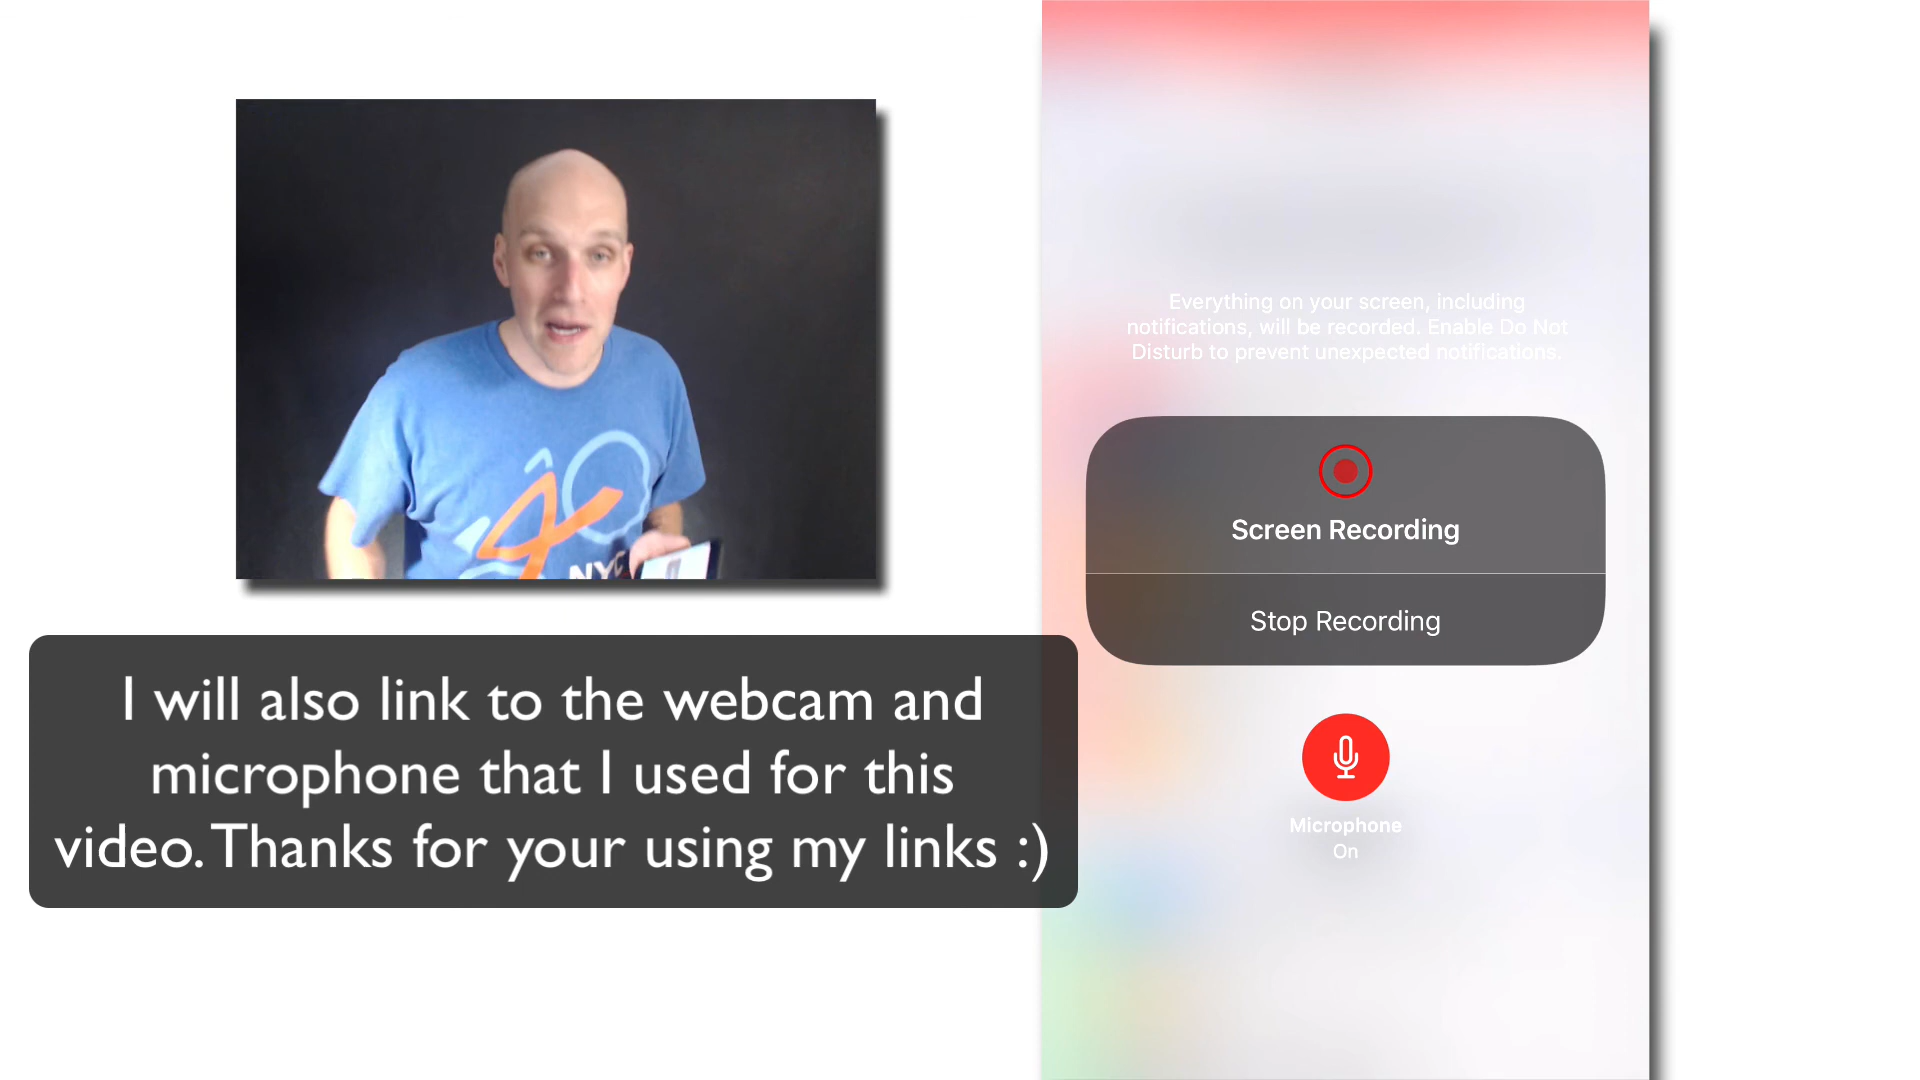 Everything on your screen, including
notifications, will be recorded. Enable Do Not
Disturb to prevent unexpected notifications.
Screen Recording
Stop Recording
NYC
I will also link to the webcam and
microphone that I used for this
video. Thanks for your using my links :)
Microphone
On